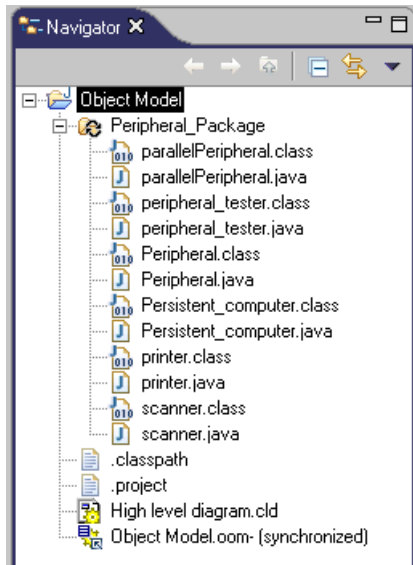 Navigator
Object Model
Peripheral_Package
parallelPeripheral.class
parallelPeripheral.java
peripheral_tester.class
peripheral_tester.java
Peripheral.class
Peripheral.java
Persistent_computer.class
Persistent_computer.java
printer.class
printer.java
scanner.class
scanner.java
.classpath
.project
High level diagram.cld
Object Model.oom- (synchronized)